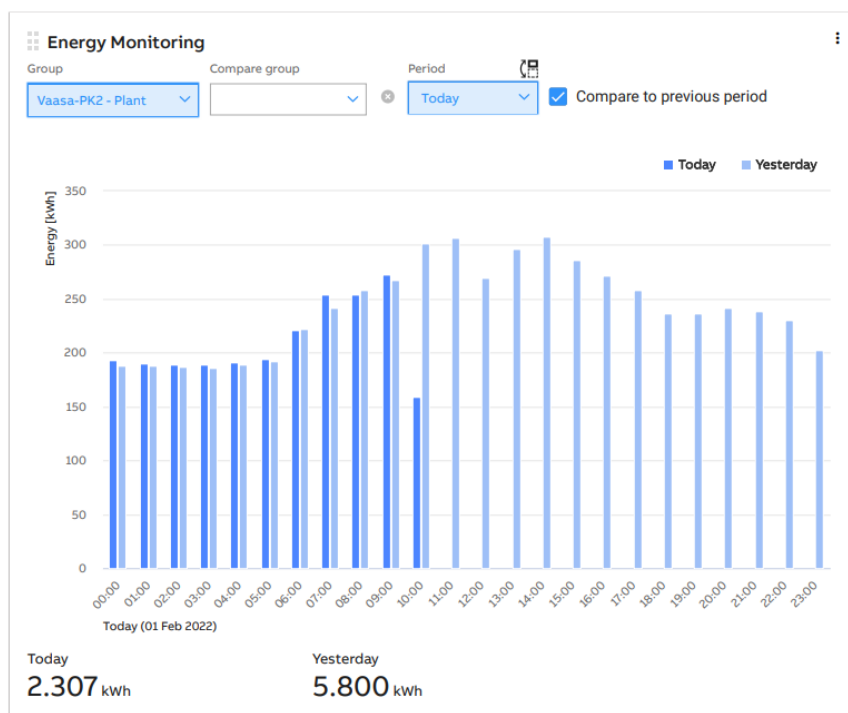 Energy Monitoring
Group Compare group Period
Vaasa-PK2 - Plant Today Compare to previous period
Today Yesterday
Energy [kWh]
350
300
250
200
150
100
50
0
00:00 01:00 02:00 03:00 04:00 05:00 06:00 07:00 08:00 09:00 10:00 11:00 12:00 13:00 14:00 15:00 16:00 17:00 18:00 19:00 20:00 21:00 22:00 23:00
Today (01 Feb 2022)
Today Yesterday
2.307 kWh 5.800 kWh